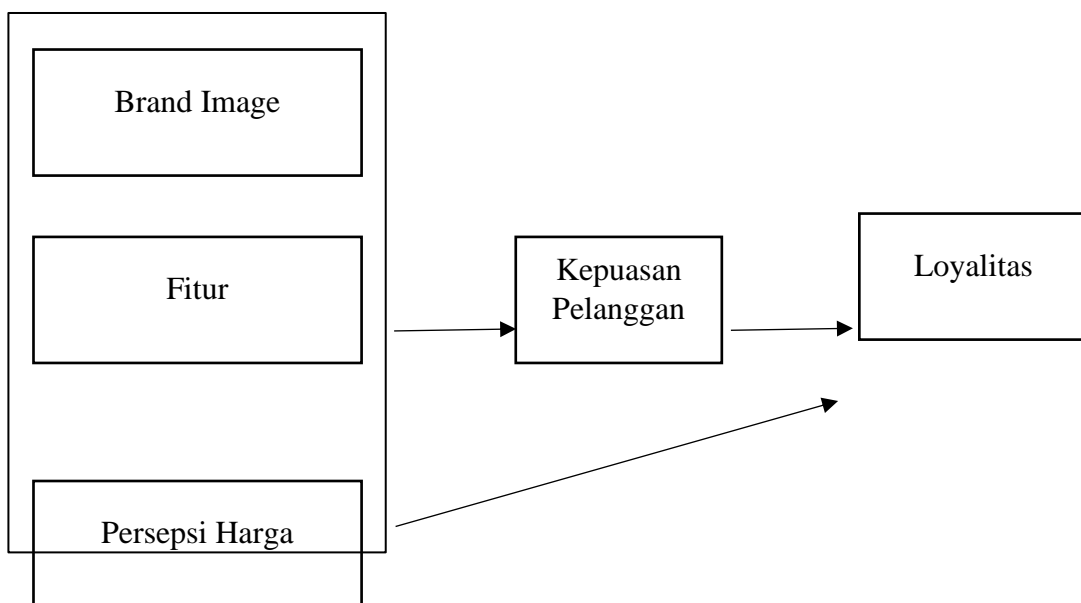 Brand Image
Fitur
Kepuasan
Pelanggan
Loyalitas
Persepsi Harga